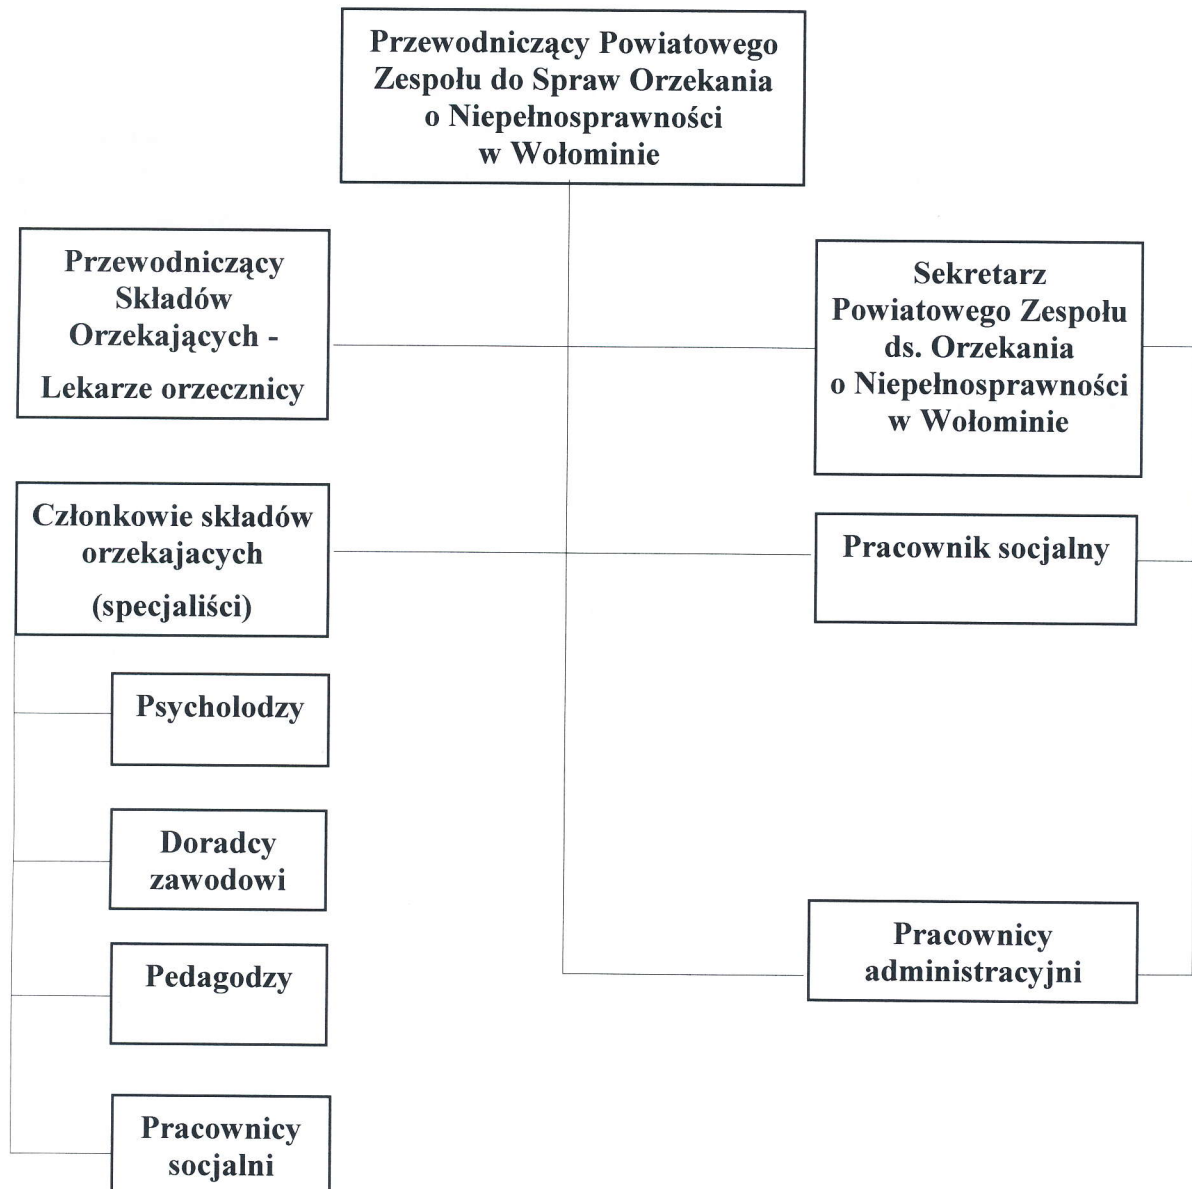 Przewodniczący Powiatowego
Zespołu do Spraw Orzekania
o Niepełnosprawności
w Wołominie
Przewodniczący
Składów
Orzekających -
Lekarze orzecznicy
Sekretarz
Powiatowego Zespołu
ds. Orzekania
o Niepełnosprawności
w Wołominie
Członkowie składów
orzekajacych
(specjaliści)
Pracownik socjalny
Psycholodzy
Doradcy
zawodowi
Pedagodzy
Pracownicy
socjalni
Pracownicy
administracyjni